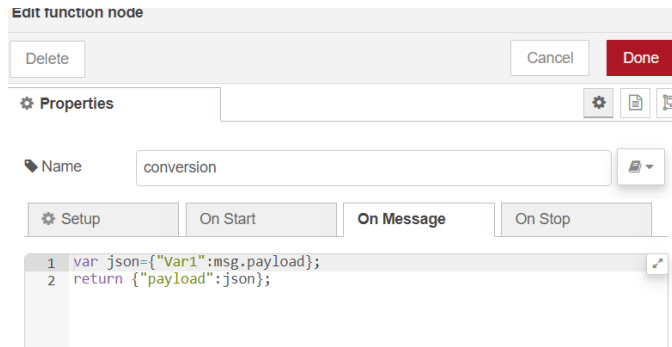 Edit function node
Delete
Cancel
Done
Properties
Name
conversion
Setup
On Start
On Message
On Stop
1 var json={"Var1":msg.payload};
2 return {"payload":json};